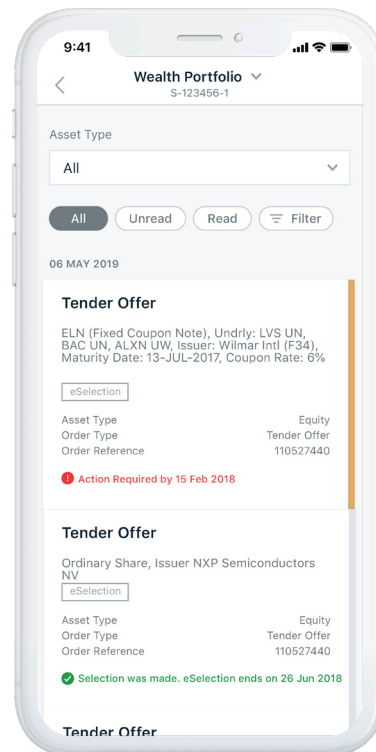 9:41
Wealth Portfolio
S-123456-1
Asset Type
All
All Unread Read Filter
06 MAY 2019
Tender Offer
ELN (Fixed Coupon Note), Undrly: LVS UN,
BAC UN, ALXN UW, Issuer: Wilmar Intl (F34),
Maturity Date: 13-JUL-2017, Coupon Rate: 6%
eSelection
Asset Type Equity
Order Type Tender Offer
Order Reference 110527440
Action Required by 15 Feb 2018
Tender Offer
Ordinary Share, Issuer NXP Semiconductors
NV
eSelection
Asset Type Equity
Order Type Tender Offer
Order Reference 110527440
Selection was made. eSelection ends on 26 Jun 2018
Tender Offer